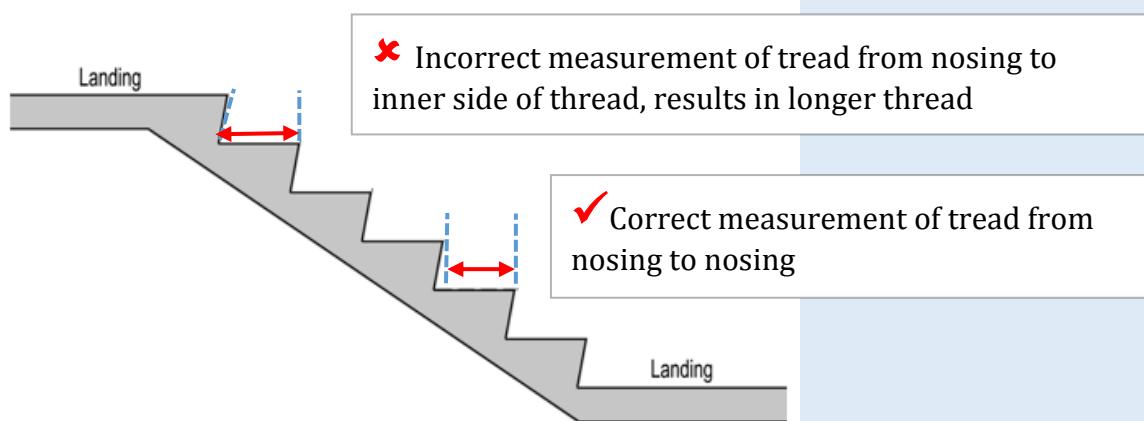 Landing
✘ Incorrect measurement of tread from nosing to
inner side of thread, results in longer thread
✓Correct measurement of tread from
nosing to nosing
Landing